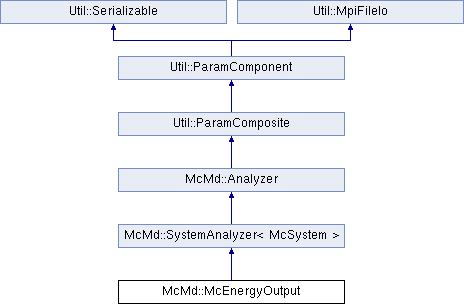 Util::Serializable
Util::MpiFileIo
Util::ParamComponent
Util::ParamComposite
McMd::Analyzer
McMd::SystemAnalyzer< McSystem >
McMd::McEnergyOutput